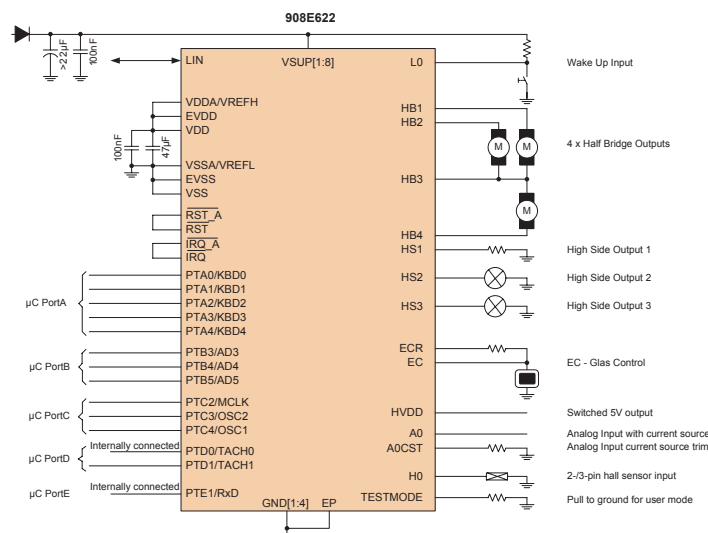 908E622
>22µF
100nF
LIN
VSUP[1:8]
L0
Wake Up Input
VDDA/VREFH
EVDD
VDD
100nF
47µF
VSSA/VREFL
EVSS
VSS
HB1
HB2
M M
4 x Half Bridge Outputs
HB3
M
HB4
RST_A
RST
IRQ_A
IRQ
HS1
High Side Output 1
HS2
High Side Output 2
HS3
High Side Output 3
µC PortA
PTA0/KBD0
PTA1/KBD1
PTA2/KBD2
PTA3/KBD3
PTA4/KBD4
µC PortB
PTB3/AD3
PTB4/AD4
PTB5/AD5
ECR
EC
EC - Glas Control
µC PortC
PTC2/MCLK
PTC3/OSC2
PTC4/OSC1
HVDD
Switched 5V output
A0
Analog Input with current source
A0CST
Analog Input current source trim
µC PortD
Internally connected
PTD0/TACH0
PTD1/TACH1
H0
2-/3-pin hall sensor input
µC PortE
Internally connected
PTE1/RxD
TESTMODE
Pull to ground for user mode
GND[1:4] EP